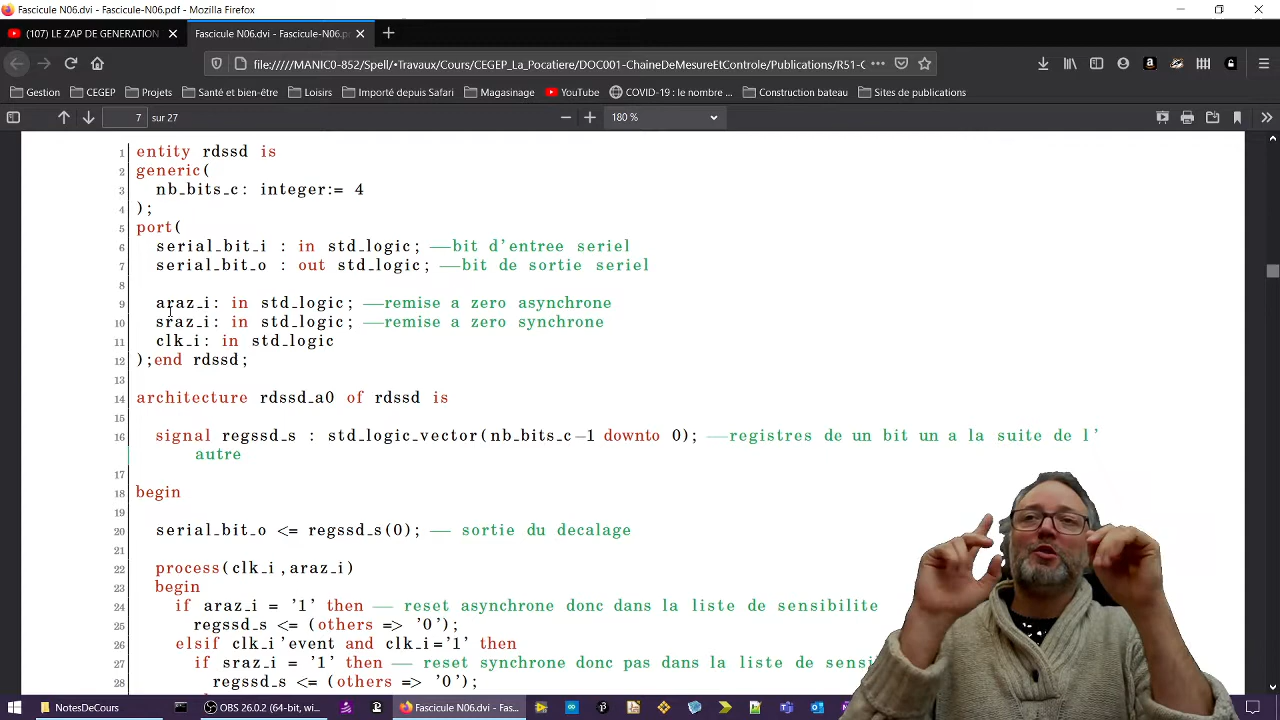 Fascicule N06.dvi - Fascicule-N06.pdf - Mozilla Firefox
(107) LE ZAP DE GENERATION
Fascicule N06.dvi - Fascicule-N06.p
file://///MANIC0-852/Spell/•Travaux/Cours/CEGEP_La_Pocatiere/DOC001-ChaineDeMesureEtControle/Publications/R51-C
Gestion CEGEP Projets Santé et bien-être Loisirs Importé depuis Safari Magasinage YouTube COVID-19 : le nombre ... Construction bateau Sites de publications
7 sur 27 180 %
1 entity rdssd is
2 generic(
3 nb_bits_c: integer:= 4
4 );
5 port(
6 serial_bit_i : in std_logic; —bit d'entree seriel
7 serial_bit_o : out std_logic; —bit de sortie seriel
8
9 araz_i: in std_logic; —remise a zero asynchrone
10 sraz_i: in std_logic; —remise a zero synchrone
11 clk_i: in std_logic
12 );end rdssd;
13
14 architecture rdssd_a0 of rdssd is
15
16 signal regssd_s : std_logic_vector(nb_bits_c-1 downto 0); —registres de un bit un a la suite de l'
autre
17
18 begin
19
20 serial_bit_o <= regssd_s(0); — sortie du decalage
21
22 process(clk_i,araz_i)
23 begin
24 if araz_i = '1' then — reset asynchrone donc dans la liste de sensibilite
25 regssd_s <= (others => '0');
26 elsif clk_i'event and clk_i='1' then
27 if sraz_i = '1' then — reset synchrone donc pas dans la liste de sensi
28 regssd_s <= (others => '0');
NotesDeCours OBS 26.0.2 (64-bit, wi... Fascicule N06.dvi - Fas...